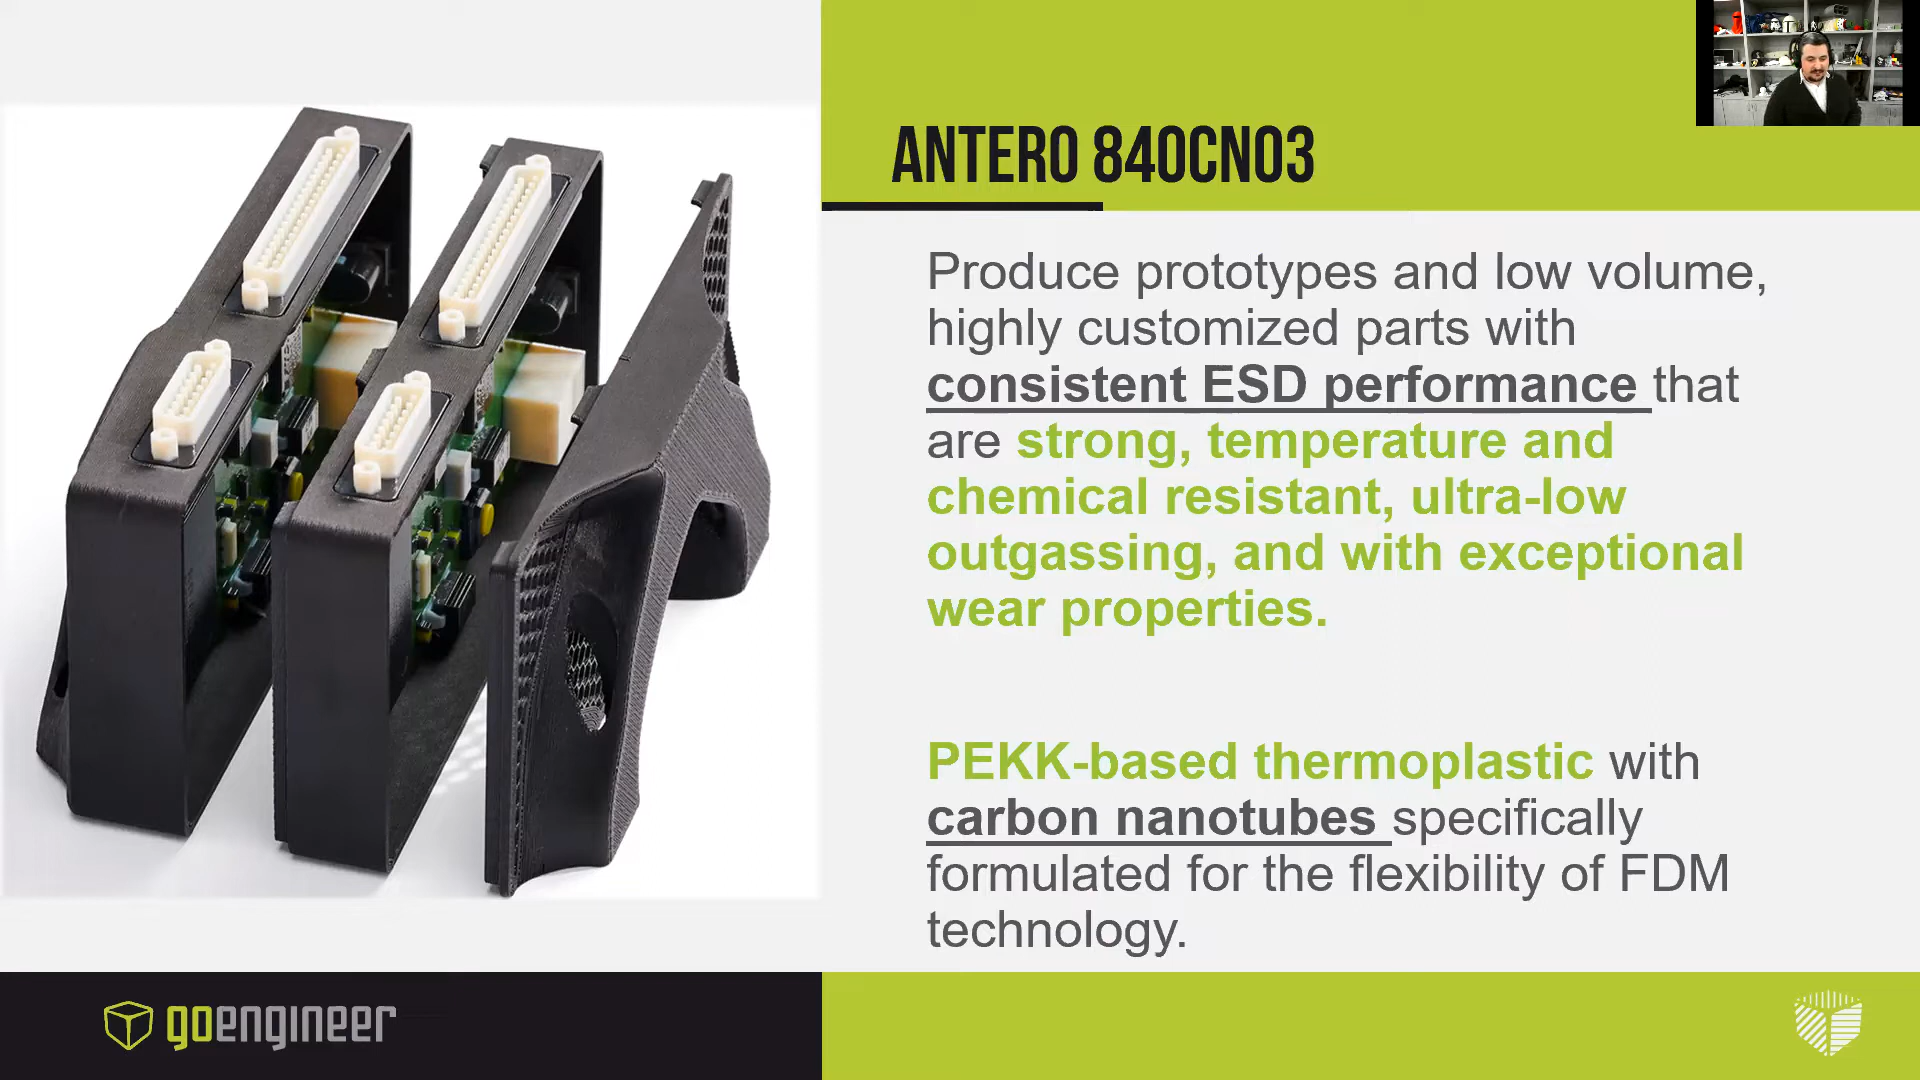 ANTERO 840CN03
Produce prototypes and low volume,
highly customized parts with
consistent ESD performance that
are strong, temperature and
chemical resistant, ultra-low
outgassing, and with exceptional
wear properties.
PEKK-based thermoplastic with
carbon nanotubes specifically
formulated for the flexibility of FDM
technology.
goengineer